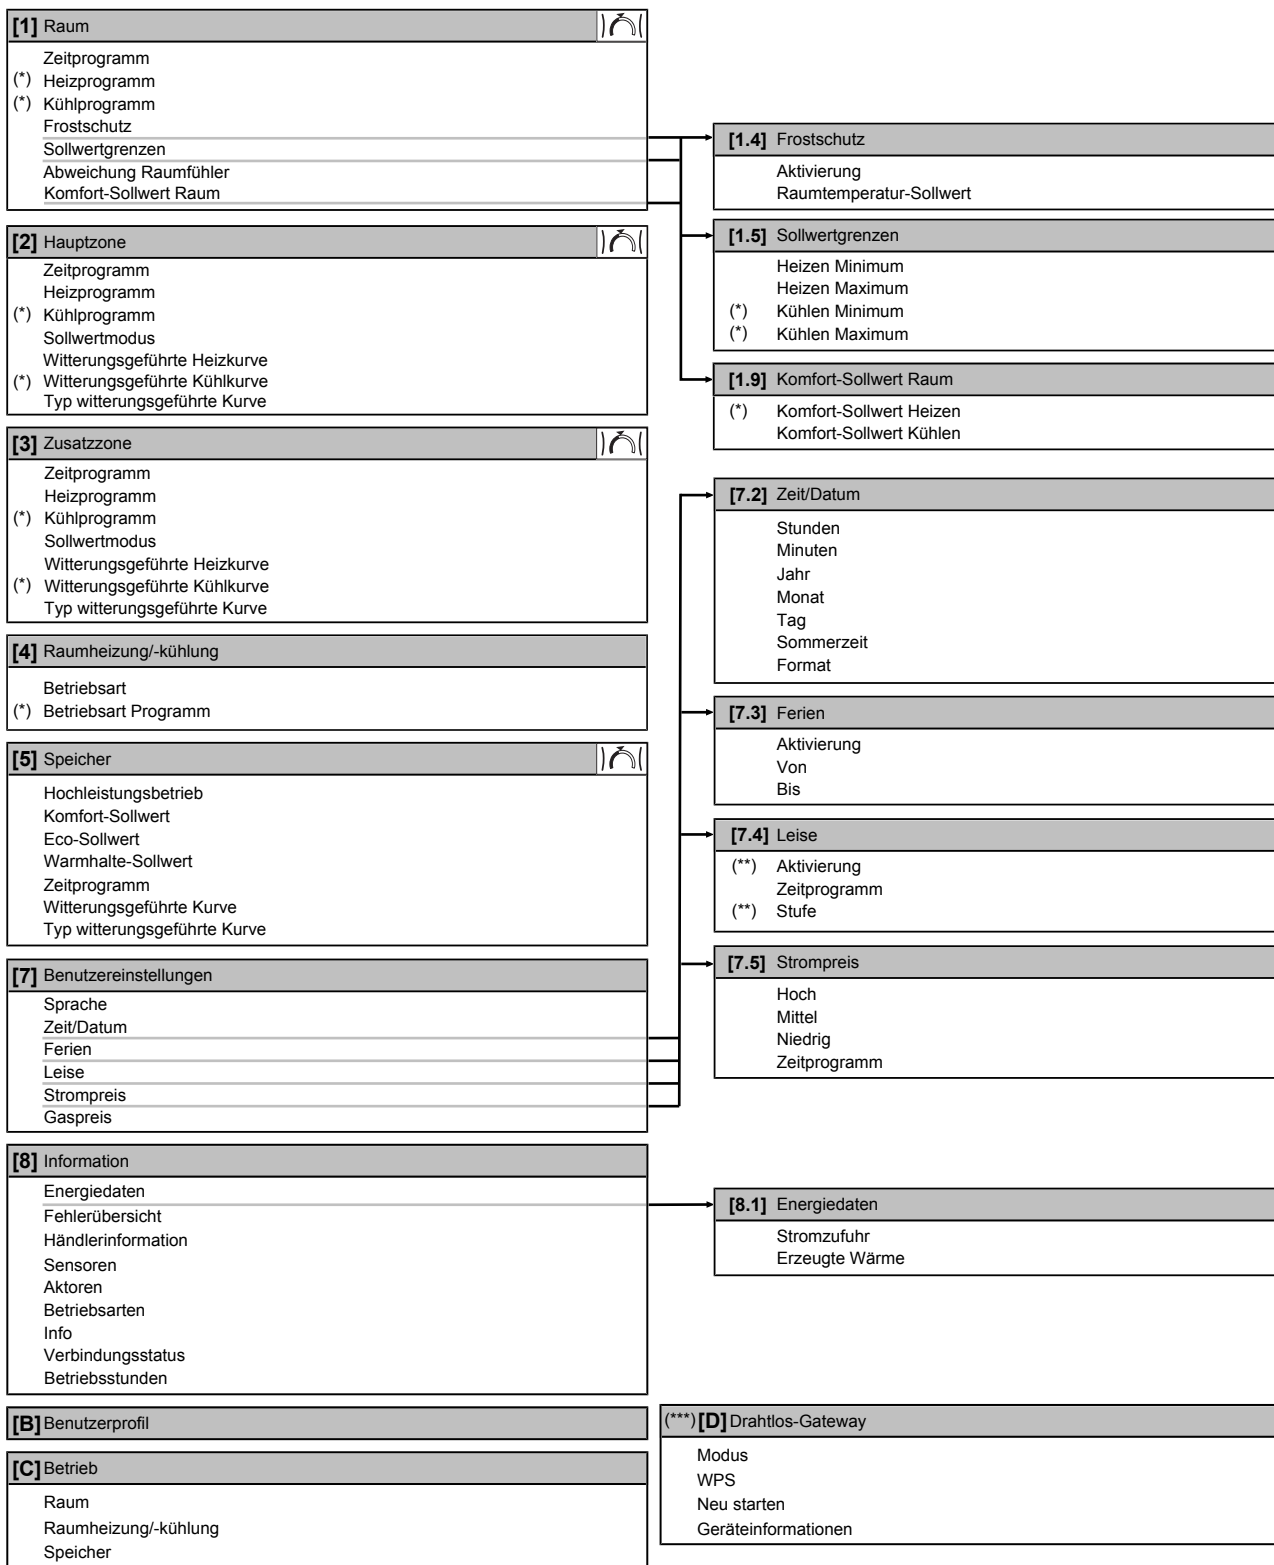 [1] Raum
Zeitprogramm
(*) Heizprogramm
(*) Kühlprogramm
Frostschutz
Sollwertgrenzen
Abweichung Raumfühler
Komfort-Sollwert Raum
[2] Hauptzone
Zeitprogramm
Heizprogramm
(*) Kühlprogramm
Sollwertmodus
Witterungsgeführte Heizkurve
(*) Witterungsgeführte Kühlkurve
Typ witterungsgeführte Kurve
[3] Zusatzzone
Zeitprogramm
Heizprogramm
(*) Kühlprogramm
Sollwertmodus
Witterungsgeführte Heizkurve
(*) Witterungsgeführte Kühlkurve
Typ witterungsgeführte Kurve
[4] Raumheizung/-kühlung
Betriebsart
(*) Betriebsart Programm
[5] Speicher
Hochleistungsbetrieb
Komfort-Sollwert
Eco-Sollwert
Warmhalte-Sollwert
Zeitprogramm
Witterungsgeführte Kurve
Typ witterungsgeführte Kurve
[7] Benutzereinstellungen
Sprache
Zeit/Datum
Ferien
Leise
Strompreis
Gaspreis
[8] Information
Energiedaten
Fehlerübersicht
Händlerinformation
Sensoren
Aktoren
Betriebsarten
Info
Verbindungsstatus
Betriebsstunden
[B] Benutzerprofil
[C] Betrieb
Raum
Raumheizung/-kühlung
Speicher
[1.4] Frostschutz
Aktivierung
Raumtemperatur-Sollwert
[1.5] Sollwertgrenzen
Heizen Minimum
Heizen Maximum
(*) Kühlen Minimum
(*) Kühlen Maximum
[1.9] Komfort-Sollwert Raum
(*) Komfort-Sollwert Heizen
Komfort-Sollwert Kühlen
[7.2] Zeit/Datum
Stunden
Minuten
Jahr
Monat
Tag
Sommerzeit
Format
[7.3] Ferien
Aktivierung
Von
Bis
[7.4] Leise
(**) Aktivierung
Zeitprogramm
(**) Stufe
[7.5] Strompreis
Hoch
Mittel
Niedrig
Zeitprogramm
[8.1] Energiedaten
Stromzufuhr
Erzeugte Wärme
(***) [D] Drahtlos-Gateway
Modus
WPS
Neu starten
Geräteinformationen